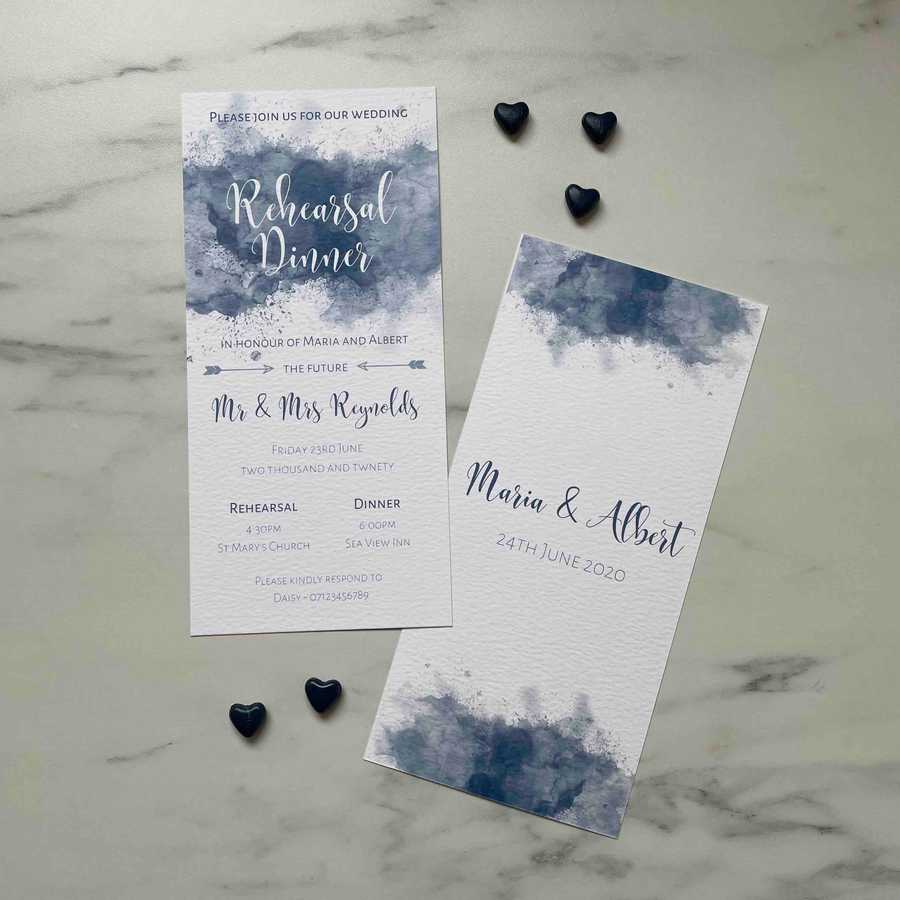 Please join us for our wedding
Rehearsal
Dinner
in honour of Maria and Albert
the future
Mr & Mrs Reynolds
Friday 23rd June
two thousand and twnety
Rehearsal
4:30pm
St Mary's Church
Dinner
6:00pm
Sea View Inn
Please kindly respond to
Daisy - 07123456789
Maria & Albert
24th June 2020